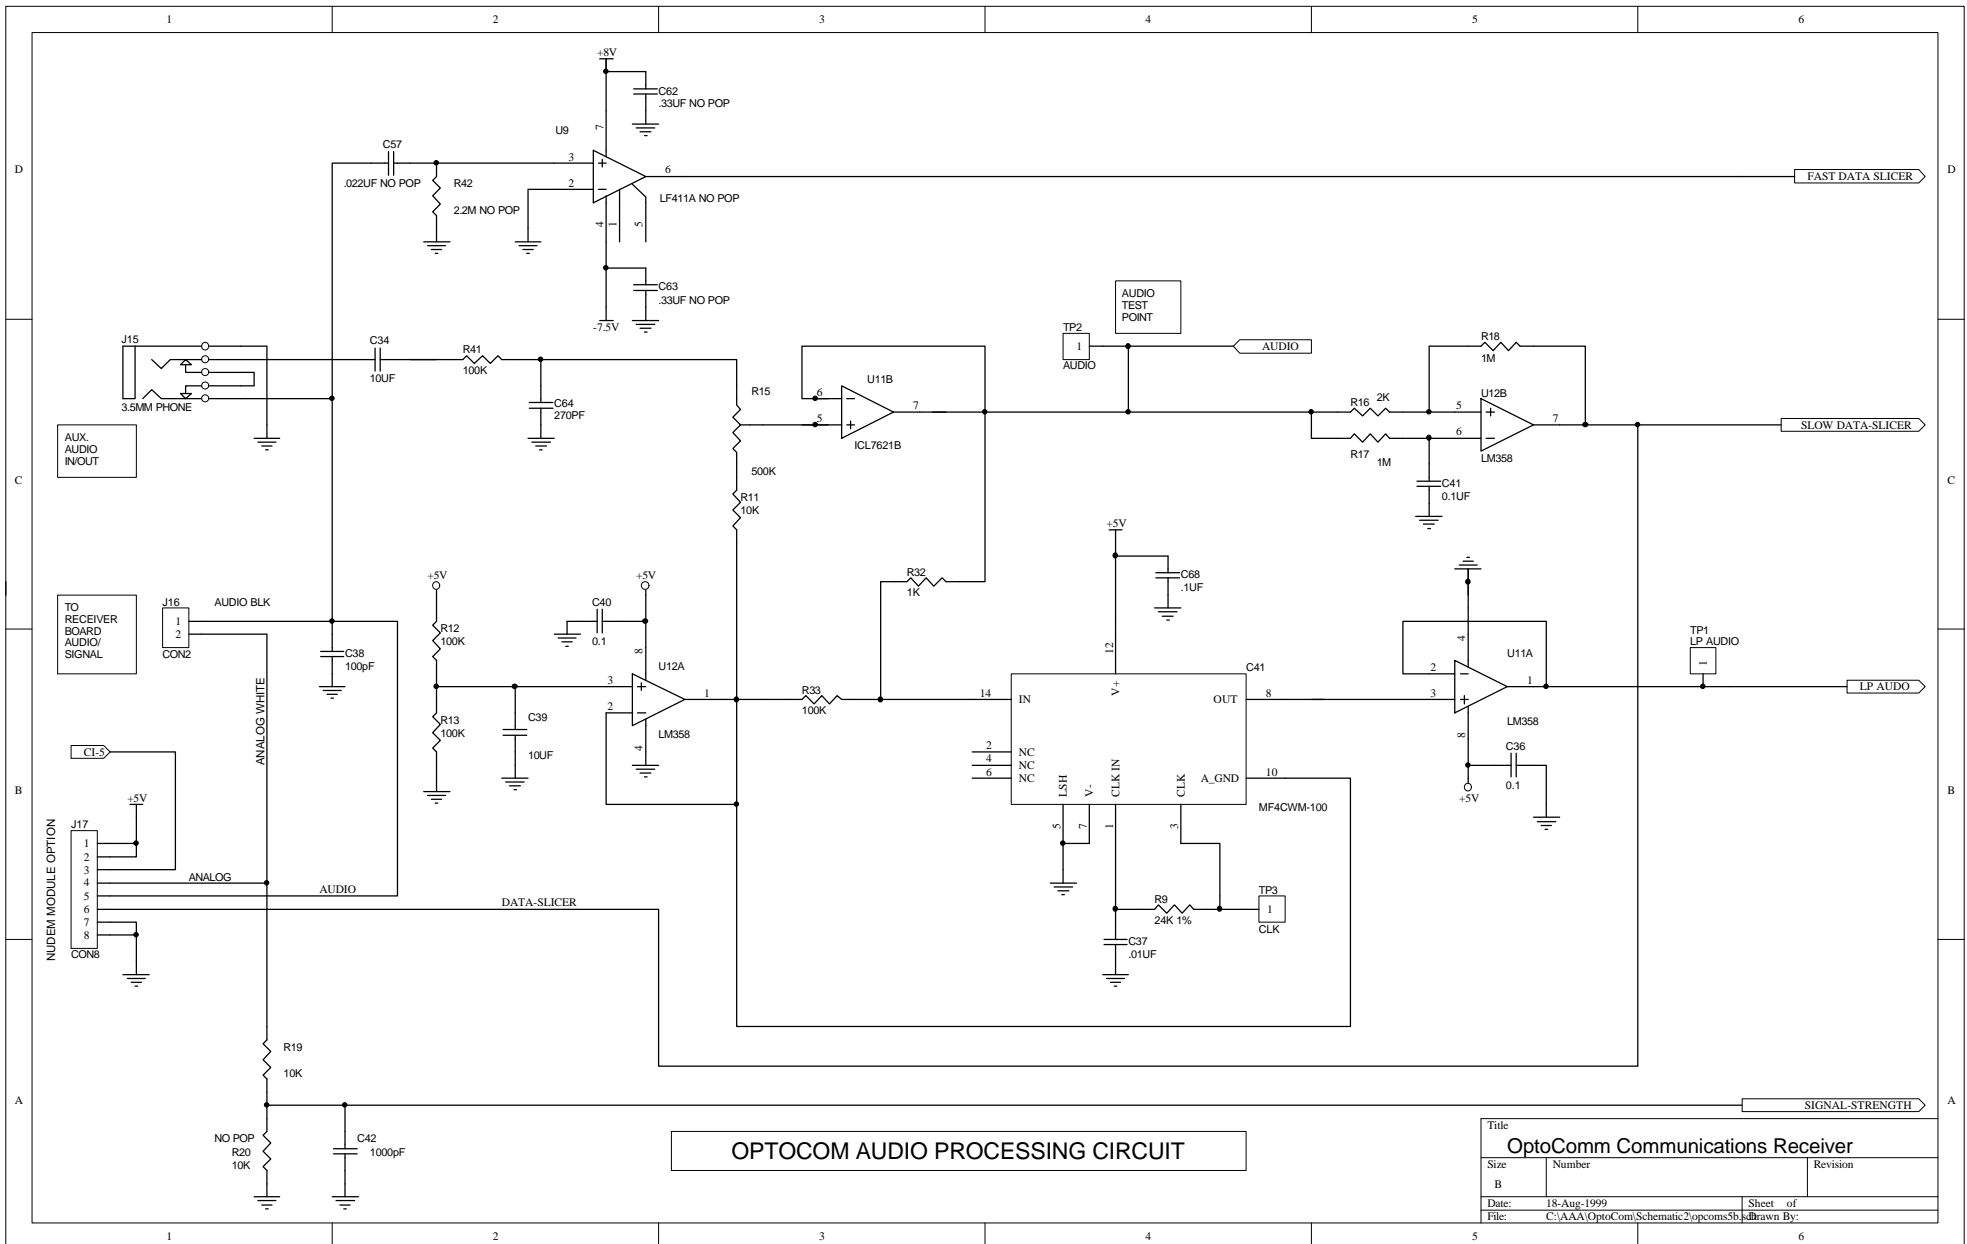 1 2 3 4 5 6
+8V
C62
.33UF NO POP
U9
7
C57
.022UF NO POP
R42
2.2M NO POP
3
2
+
-
6
LF411A NO POP
4
1
5
C63
.33UF NO POP
-7.5V
D
D
FAST DATA SLICER
AUDIO
TEST
POINT
TP2
1
AUDIO
AUDIO
J15
3.5MM PHONE
C34
10UF
R41
100K
C64
270PF
R15
500K
R11
10K
U11B
6
5
-
+
7
ICL7621B
R18
1M
R16 2K
R17 1M
U12B
5
6
+
-
7
LM358
C41
0.1UF
SLOW DATA-SLICER
AUX.
AUDIO
IN/OUT
C
C
TO
RECEIVER
BOARD
AUDIO/
SIGNAL
J16
1
2
CON2
AUDIO BLK
ANALOG WHITE
C38
100pF
+5V
R12
100K
R13
100K
C39
10UF
+5V
C40
0.1
8
U12A
3
2
+
-
1
4
LM358
R32
1K
R33
100K
+5V
C68
.1UF
12
C41
14
IN
V+
OUT
8
2
4
6
NC
NC
NC
LSH
V-
CLK IN
CLK
A_GND
10
5
7
1
3
MF4CWM-100
R9
24K 1%
TP3
1
CLK
C37
.01UF
4
U11A
2
3
-
+
1
LM358
8
+5V
C36
0.1
TP1
LP AUDIO
1
LP AUDO
B
B
CI-5
+5V
NUDEM MODULE OPTION
J17
1
2
3
4
5
6
7
8
CON8
ANALOG
AUDIO
DATA-SLICER
R19
10K
NO POP
R20
10K
C42
1000pF
A
A
SIGNAL-STRENGTH
OPTOCOM AUDIO PROCESSING CIRCUIT
Title
OptoComm Communications Receiver
Size
B
Number
Revision
Date: 18-Aug-1999
Sheet of
File: C:\AAA\OptoCom\Schematic2\opcoms5b.
Drawn By:
1 2 3 4 5 6